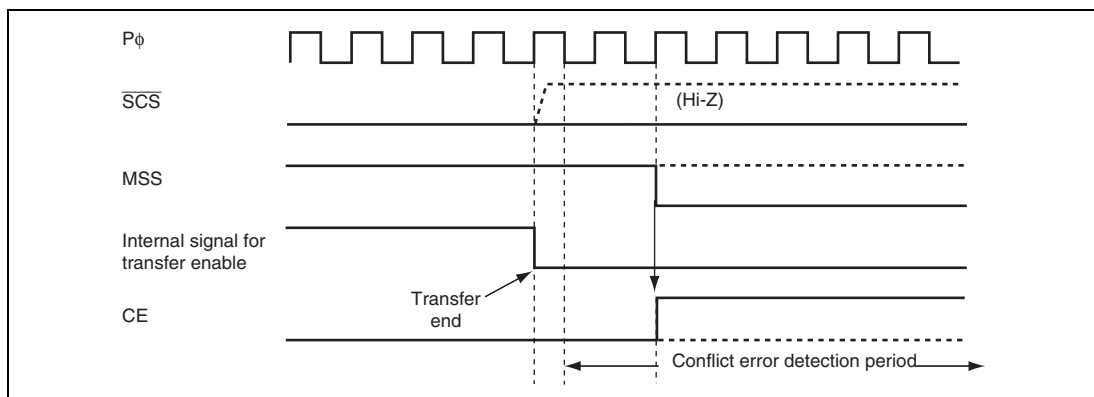 Pϕ
SCS
(Hi-Z)
MSS
Internal signal for
transfer enable
Transfer
end
CE
Conflict error detection period